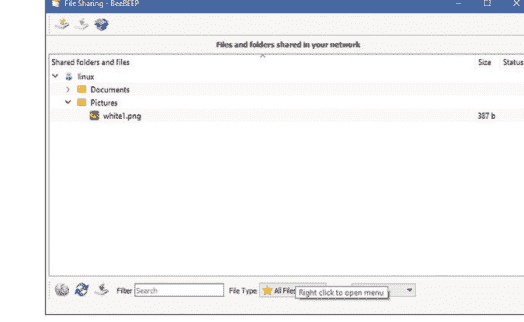 File Sharing - BeeBEEP
Files and folders shared in your network
Shared folders and files Size Status
linux
Documents
Pictures
white1.png 387 b
Filter Search File Type All Files Right click to open menu